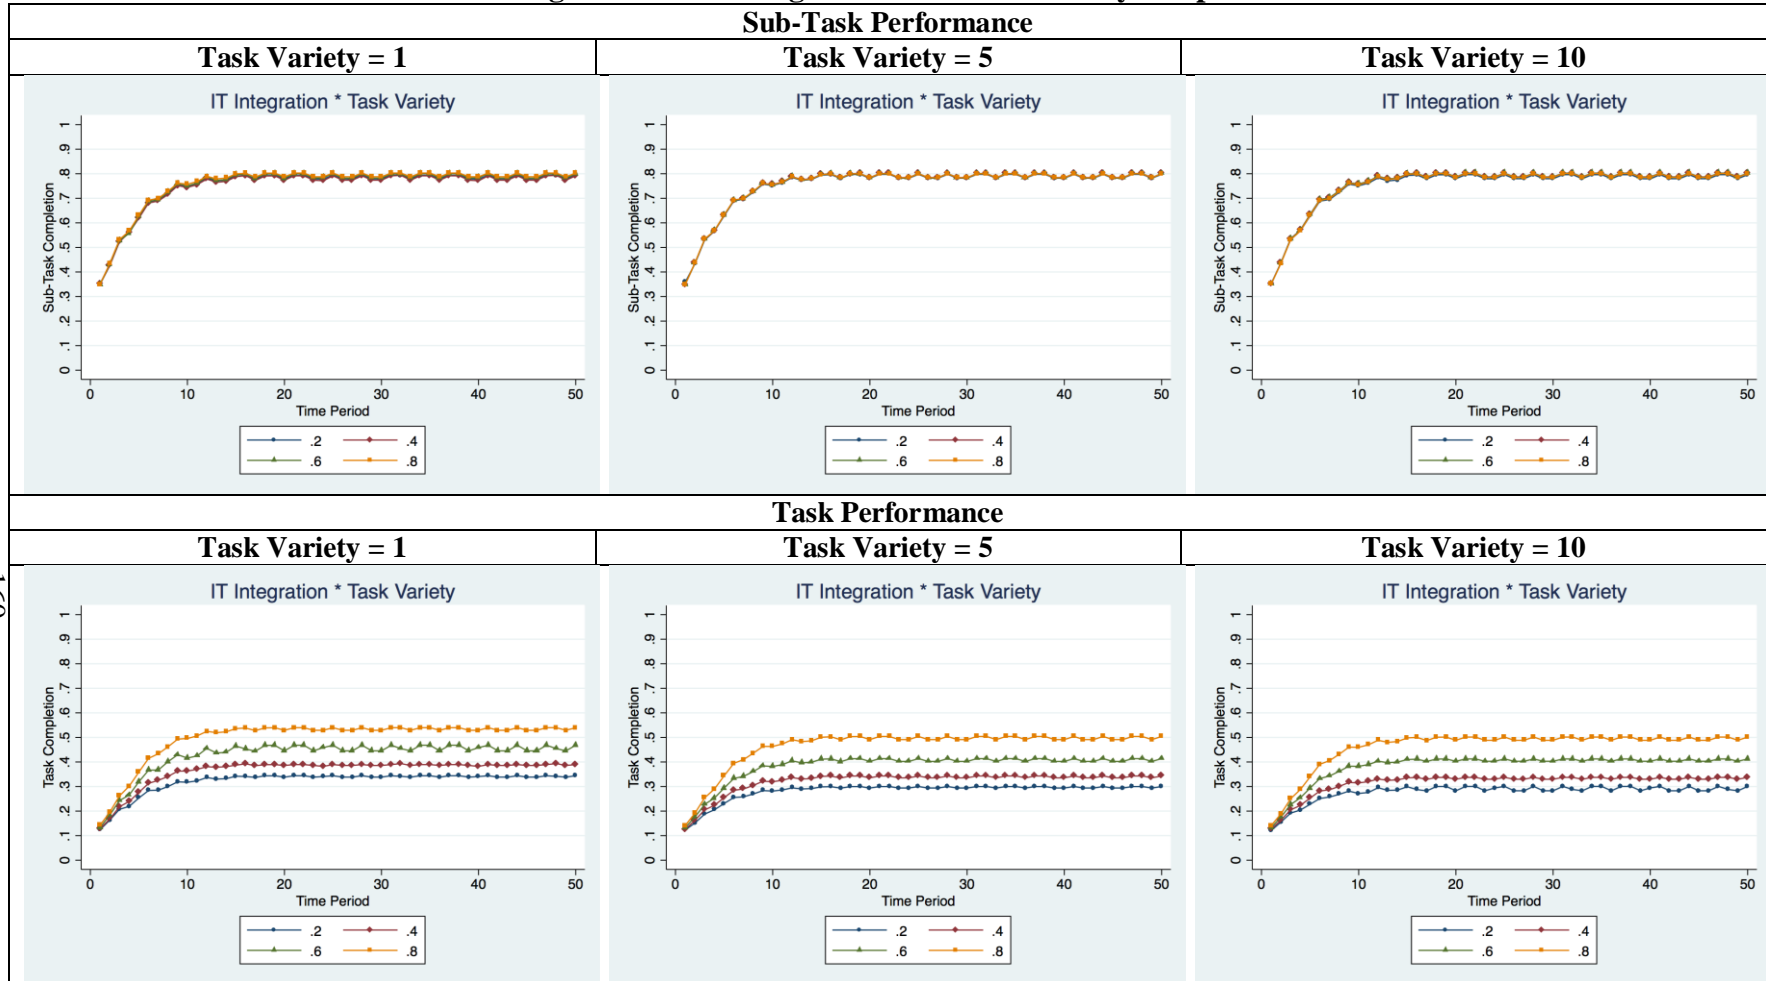 Sub-Task Performance
Task Variety = 1 Task Variety = 5 Task Variety = 10
IT Integration * Task Variety
Sub-Task Completion
1
.9
.8
.7
.6
.5
.4
.3
.2
.1
0
0 10 20 30 40 50
Time Period
.2 .4
.6 .8
IT Integration * Task Variety
Sub-Task Completion
1
.9
.8
.7
.6
.5
.4
.3
.2
.1
0
0 10 20 30 40 50
Time Period
.2 .4
.6 .8
IT Integration * Task Variety
Sub-Task Completion
1
.9
.8
.7
.6
.5
.4
.3
.2
.1
0
0 10 20 30 40 50
Time Period
.2 .4
.6 .8
Task Performance
Task Variety = 1 Task Variety = 5 Task Variety = 10
IT Integration * Task Variety
Task Completion
1
.9
.8
.7
.6
.5
.4
.3
.2
.1
0
0 10 20 30 40 50
Time Period
.2 .4
.6 .8
IT Integration * Task Variety
Task Completion
1
.9
.8
.7
.6
.5
.4
.3
.2
.1
0
0 10 20 30 40 50
Time Period
.2 .4
.6 .8
IT Integration * Task Variety
Task Completion
1
.9
.8
.7
.6
.5
.4
.3
.2
.1
0
0 10 20 30 40 50
Time Period
.2 .4
.6 .8